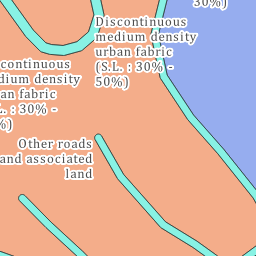 30%)
Discontinuous
medium density
urban fabric
(S.L. : 30% -
50%)
continuous
dium density
an fabric
L. : 30% -
%)
Other roads
and associated
land